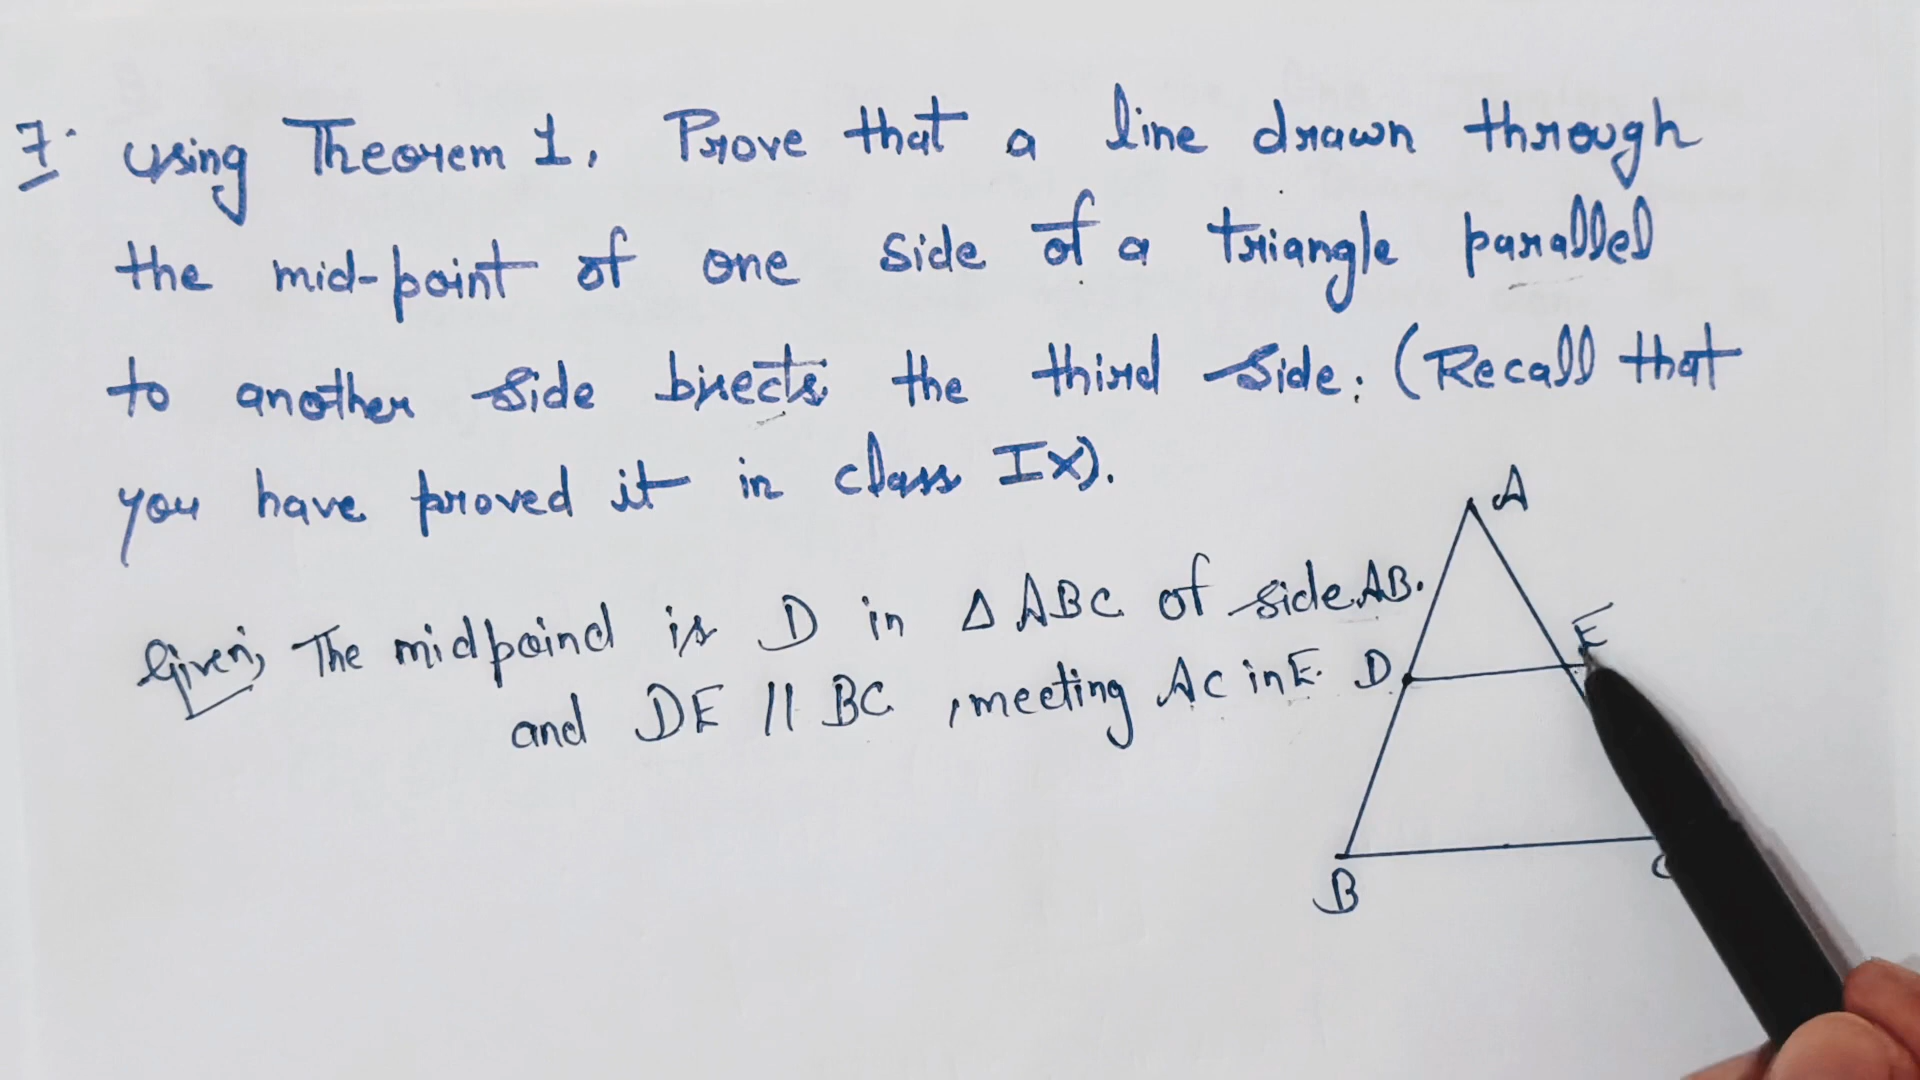 7. Using Theorem 1, Prove that a line drawn through
the mid-point of one side of a triangle parallel
to another side bisects the third side. (Recall that
you have proved it in class IX).
A
Given, The midpoind is D in △ ABC of side AB.
E
and DE || BC, meeting AC in E.
D
B
C